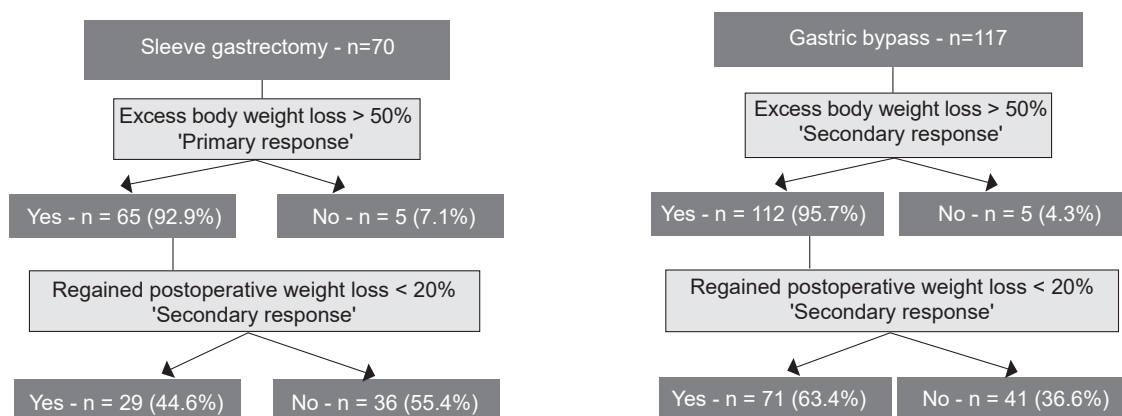 Sleeve gastrectomy - n=70
Excess body weight loss > 50%
'Primary response'
Yes - n = 65 (92.9%)
No - n = 5 (7.1%)
Regained postoperative weight loss < 20%
'Secondary response'
Yes - n = 29 (44.6%)
No - n = 36 (55.4%)
Gastric bypass - n=117
Excess body weight loss > 50%
'Secondary response'
Yes - n = 112 (95.7%)
No - n = 5 (4.3%)
Regained postoperative weight loss < 20%
'Secondary response'
Yes - n = 71 (63.4%)
No - n = 41 (36.6%)